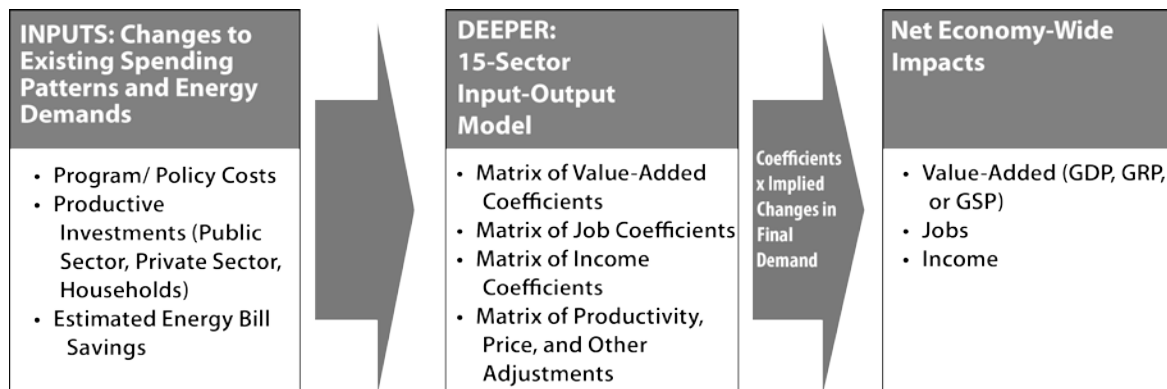 INPUTS: Changes to
Existing Spending
Patterns and Energy
Demands
• Program/ Policy Costs
• Productive
Investments (Public
Sector, Private Sector,
Households)
• Estimated Energy Bill
Savings
DEEPER:
15-Sector
Input-Output
Model
• Matrix of Value-Added
Coefficients
• Matrix of Job Coefficients
• Matrix of Income
Coefficients
• Matrix of Productivity,
Price, and Other
Adjustments
Coefficients
x Implied
Changes in
Final
Demand
Net Economy-Wide
Impacts
• Value-Added (GDP, GRP,
or GSP)
• Jobs
• Income